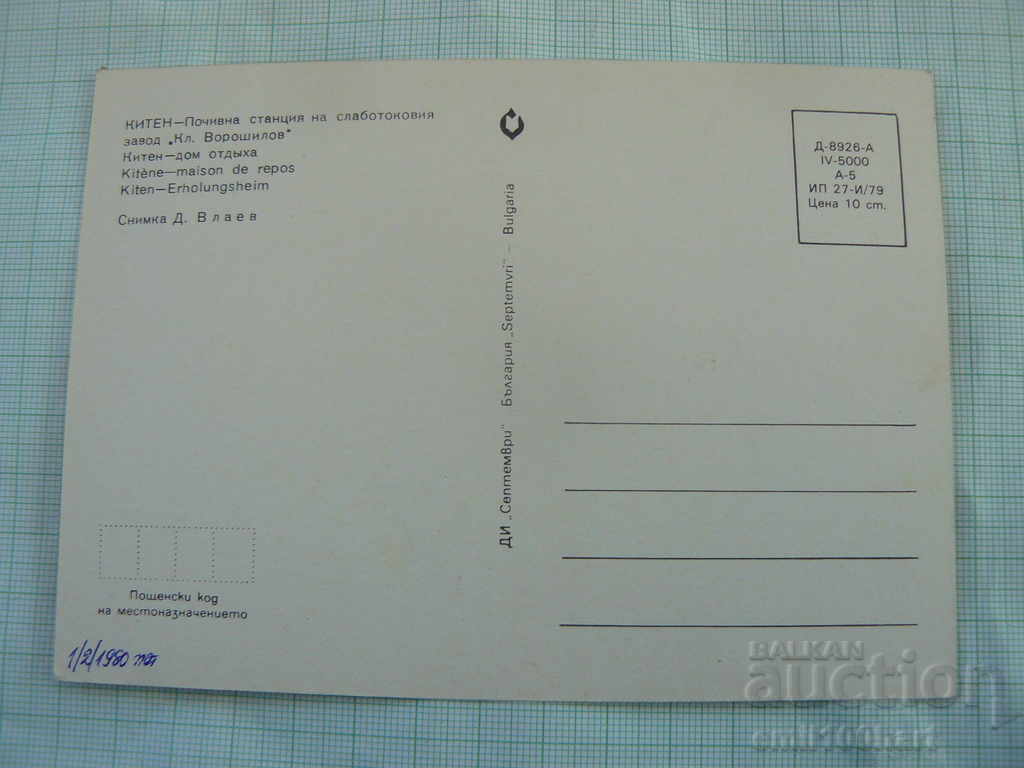 КИТЕН—Почивна станция на слаботоковия
завод „Кл. Ворошилов"
Китен—дом отдыха
Kitène—maison de repos
Kiten—Erholungsheim
Снимка Д. Влаев
ДИ „Септември" България „Septemvri" – Bulgaria
Д-8926-А
IV-5000
А-5
ИП 27-И/79
Цена 10 ст.
Пощенски код
на местоназначението
1/2/1980
BALKAN
auction
emil100hart